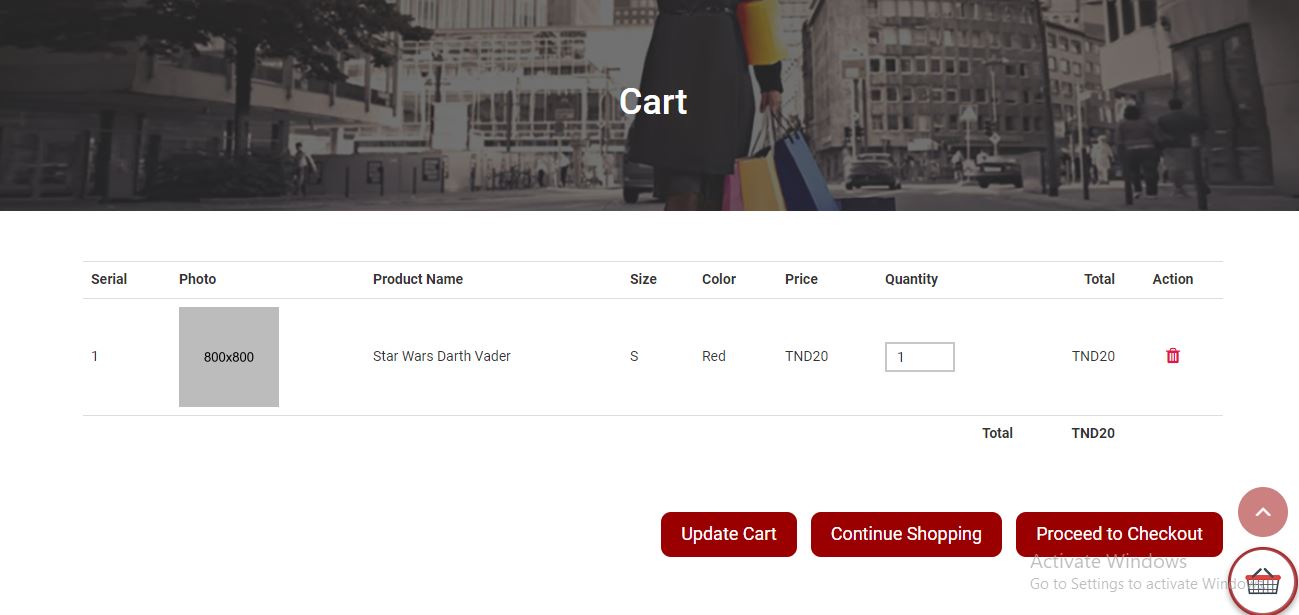 Cart
Serial Photo Product Name Size Color Price Quantity Total Action
800x800
1 Star Wars Darth Vader S Red TND20 1 TND20
Total TND20
Update Cart Continue Shopping Proceed to Checkout
Activate Windows
Go to Settings to activate Windo